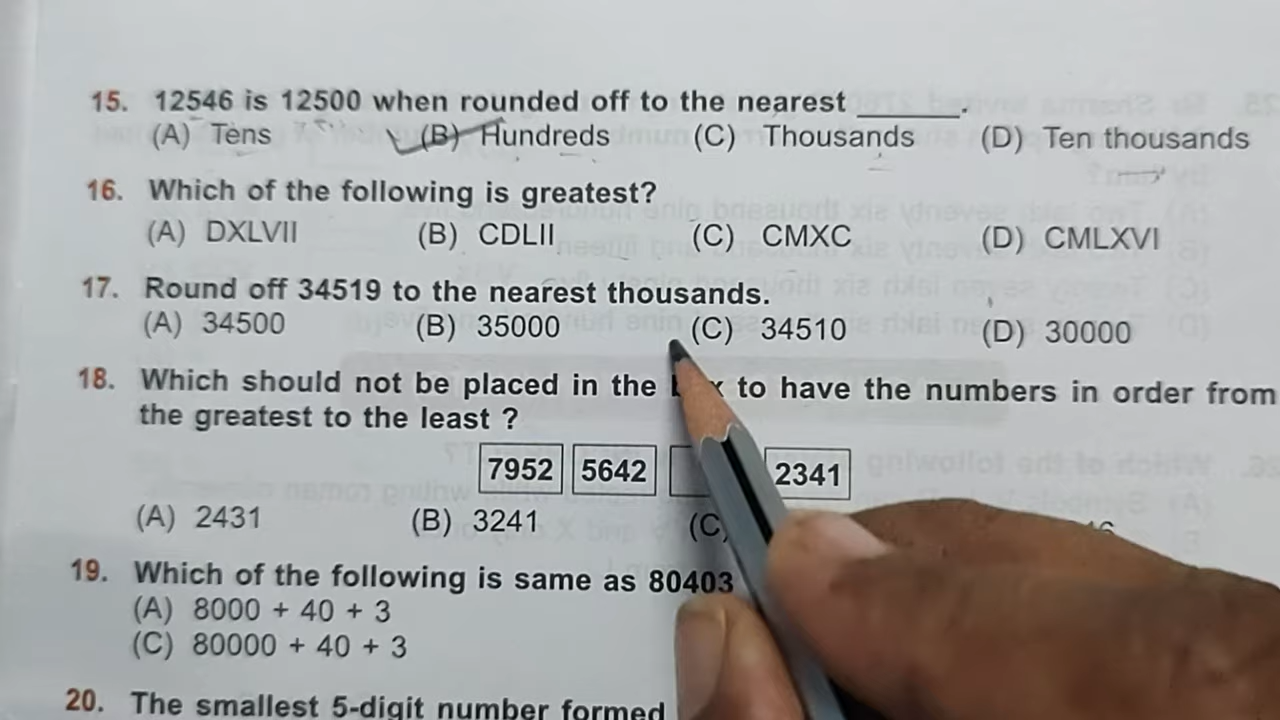 15. 12546 is 12500 when rounded off to the nearest ________.
(A) Tens (B) Hundreds (C) Thousands (D) Ten thousands
16. Which of the following is greatest?
(A) DXLVII (B) CDLII (C) CMXC (D) CMLXVI
17. Round off 34519 to the nearest thousands.
(A) 34500 (B) 35000 (C) 34510 (D) 30000
18. Which should not be placed in the to have the numbers in order from
the greatest to the least ?
7952 5642 2341
(A) 2431 (B) 3241 (C)
19. Which of the following is same as 80403
(A) 8000 + 40 + 3
(C) 80000 + 40 + 3
20. The smallest 5-digit number formed